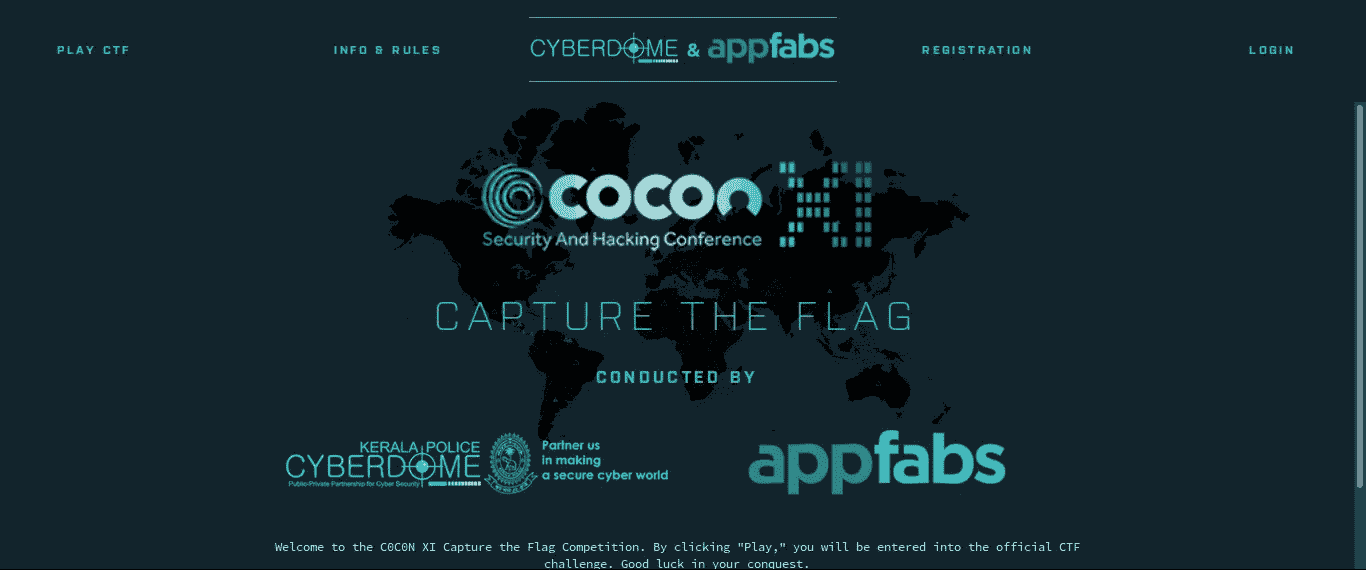 PLAY CTF
INFO & RULES
CYBERDOME & appfabs
REGISTRATION
LOGIN
cocon XI
Security And Hacking Conference
CAPTURE THE FLAG
CONDUCTED BY
KERALA POLICE
CYBERDOME
Public-Private Partnership for Cyber Security
Partner us
in making
a secure cyber world
appfabs
Welcome to the C0C0N XI Capture the Flag Competition. By clicking "Play," you will be entered into the official CTF
challenge. Good luck in your conquest.